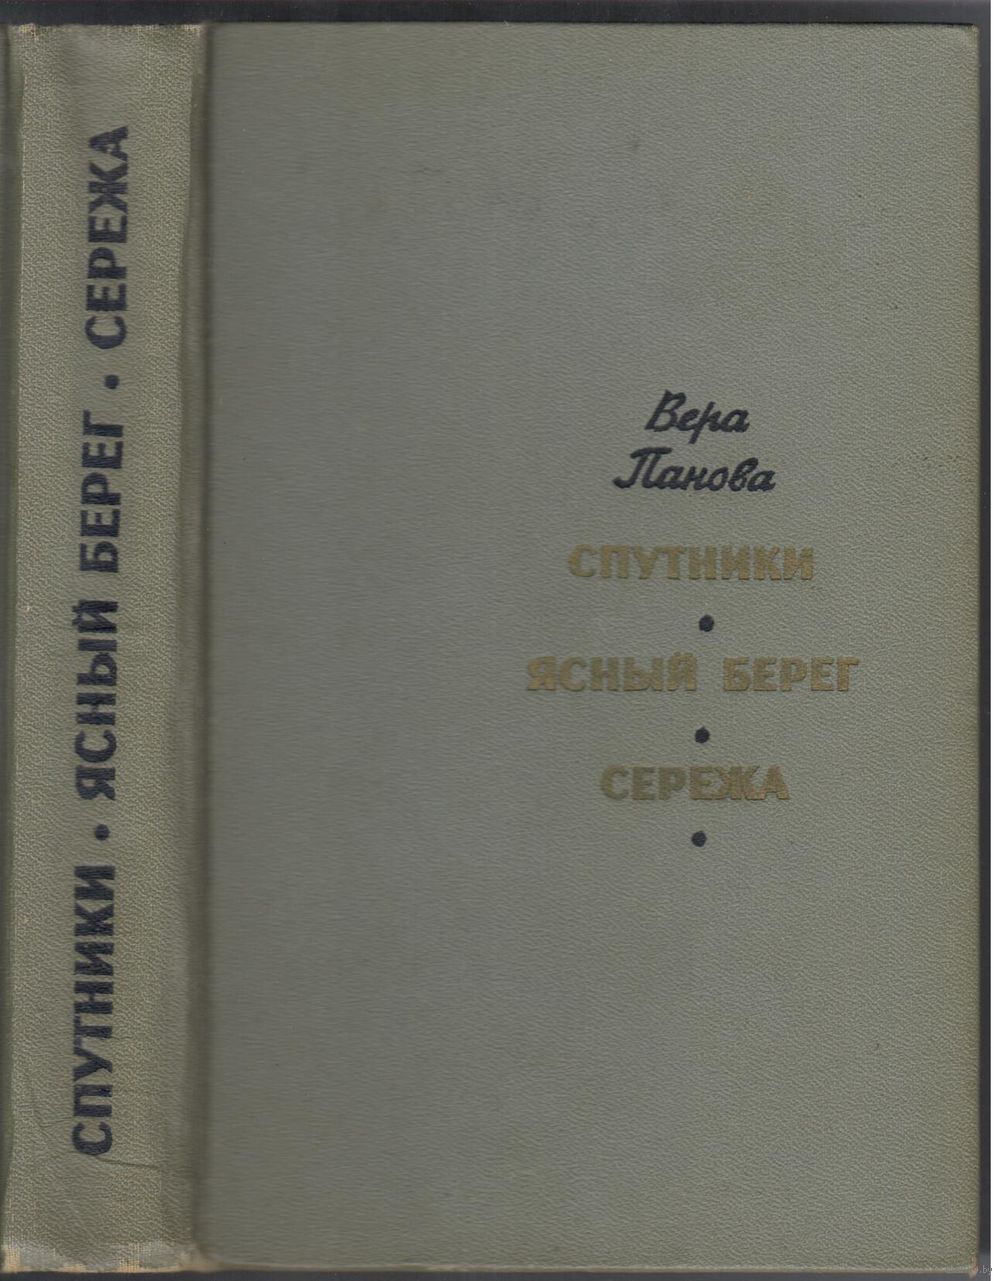 СПУТНИКИ • ЯСНЫЙ БЕРЕГ • СЕРЕЖА
Вера
Панова
СПУТНИКИ
•
ЯСНЫЙ БЕРЕГ
•
СЕРЕЖА
•